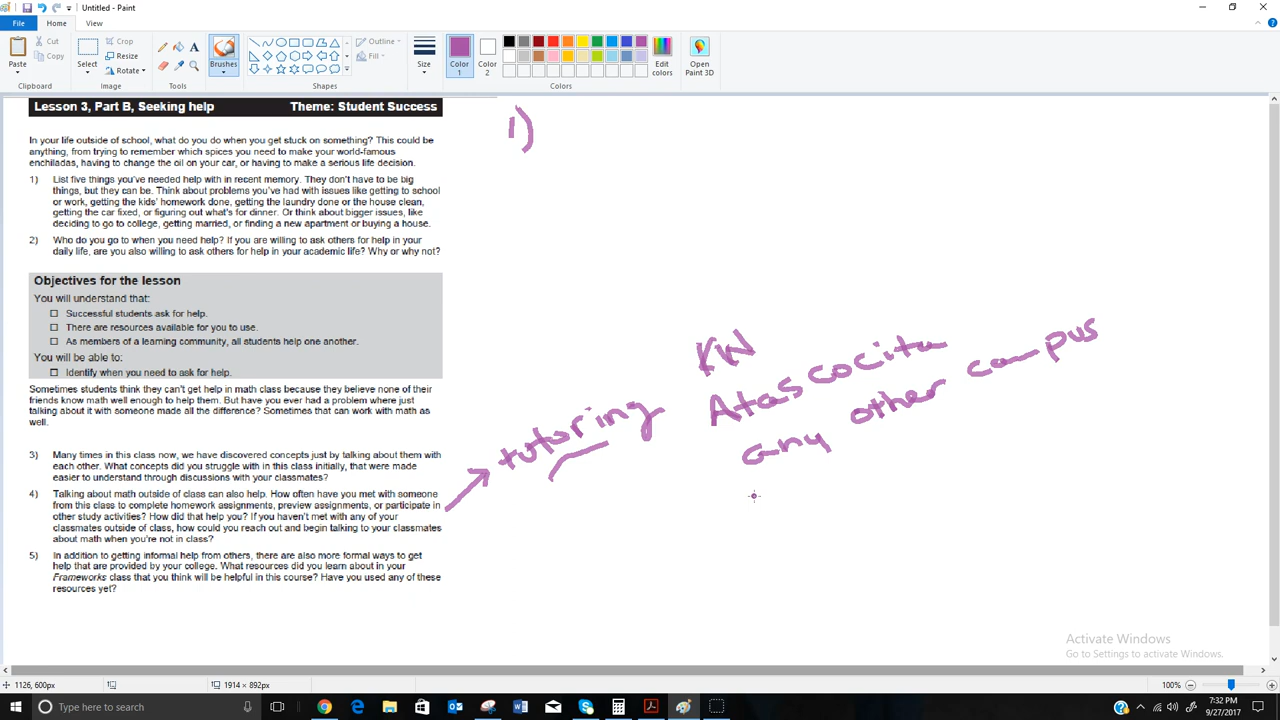 Untitled - Paint
File Home View
Paste
Cut
Copy
Clipboard
Select
Crop
Resize
Rotate
Image
Tools
Brushes
Outline
Fill
Shapes
Size
Color 1
Color 2
Edit colors
Colors
Open Paint 3D
Lesson 3, Part B, Seeking help Theme: Student Success
In your life outside of school, what do you do when you get stuck on something? This could be
anything, from trying to remember which spices you need to make your world-famous
enchiladas, having to change the oil on your car, or having to make a serious life decision.
1) List five things you've needed help with in recent memory. They don't have to be big
things, but they can be. Think about problems you've had with issues like getting to school
or work, getting the kids' homework done, getting the laundry done or the house clean,
getting the car fixed, or figuring out what's for dinner. Or think about bigger issues, like
deciding to go to college, getting married, or finding a new apartment or buying a house.
2) Who do you go to when you need help? If you are willing to ask others for help in your
daily life, are you also willing to ask others for help in your academic life? Why or why not?
Objectives for the lesson
You will understand that:
Successful students ask for help.
There are resources available for you to use.
As members of a learning community, all students help one another.
You will be able to:
Identify when you need to ask for help.
Sometimes students think they can't get help in math class because they believe none of their
friends know math well enough to help them. But have you ever had a problem where just
talking about it with someone made all the difference? Sometimes that can work with math as
well.
3) Many times in this class now, we have discovered concepts just by talking about them with
each other. What concepts did you struggle with in this class initially, that were made
easier to understand through discussions with your classmates?
4) Talking about math outside of class can also help. How often have you met with someone
from this class to complete homework assignments, preview assignments, or participate in
other study activities? How did that help you? If you haven't met with any of your
classmates outside of class, how could you reach out and begin talking to your classmates
about math when you're not in class?
5) In addition to getting informal help from others, there are also more formal ways to get
help that are provided by your college. What resources did you learn about in your
Frameworks class that you think will be helpful in this course? Have you used any of these
resources yet?
1)
KW
tutoring Atascocita
any other campus
Activate Windows
Go to Settings to activate Windows.
1126, 600px
1914 × 892px
100%
Type here to search
7:32 PM
9/27/2017